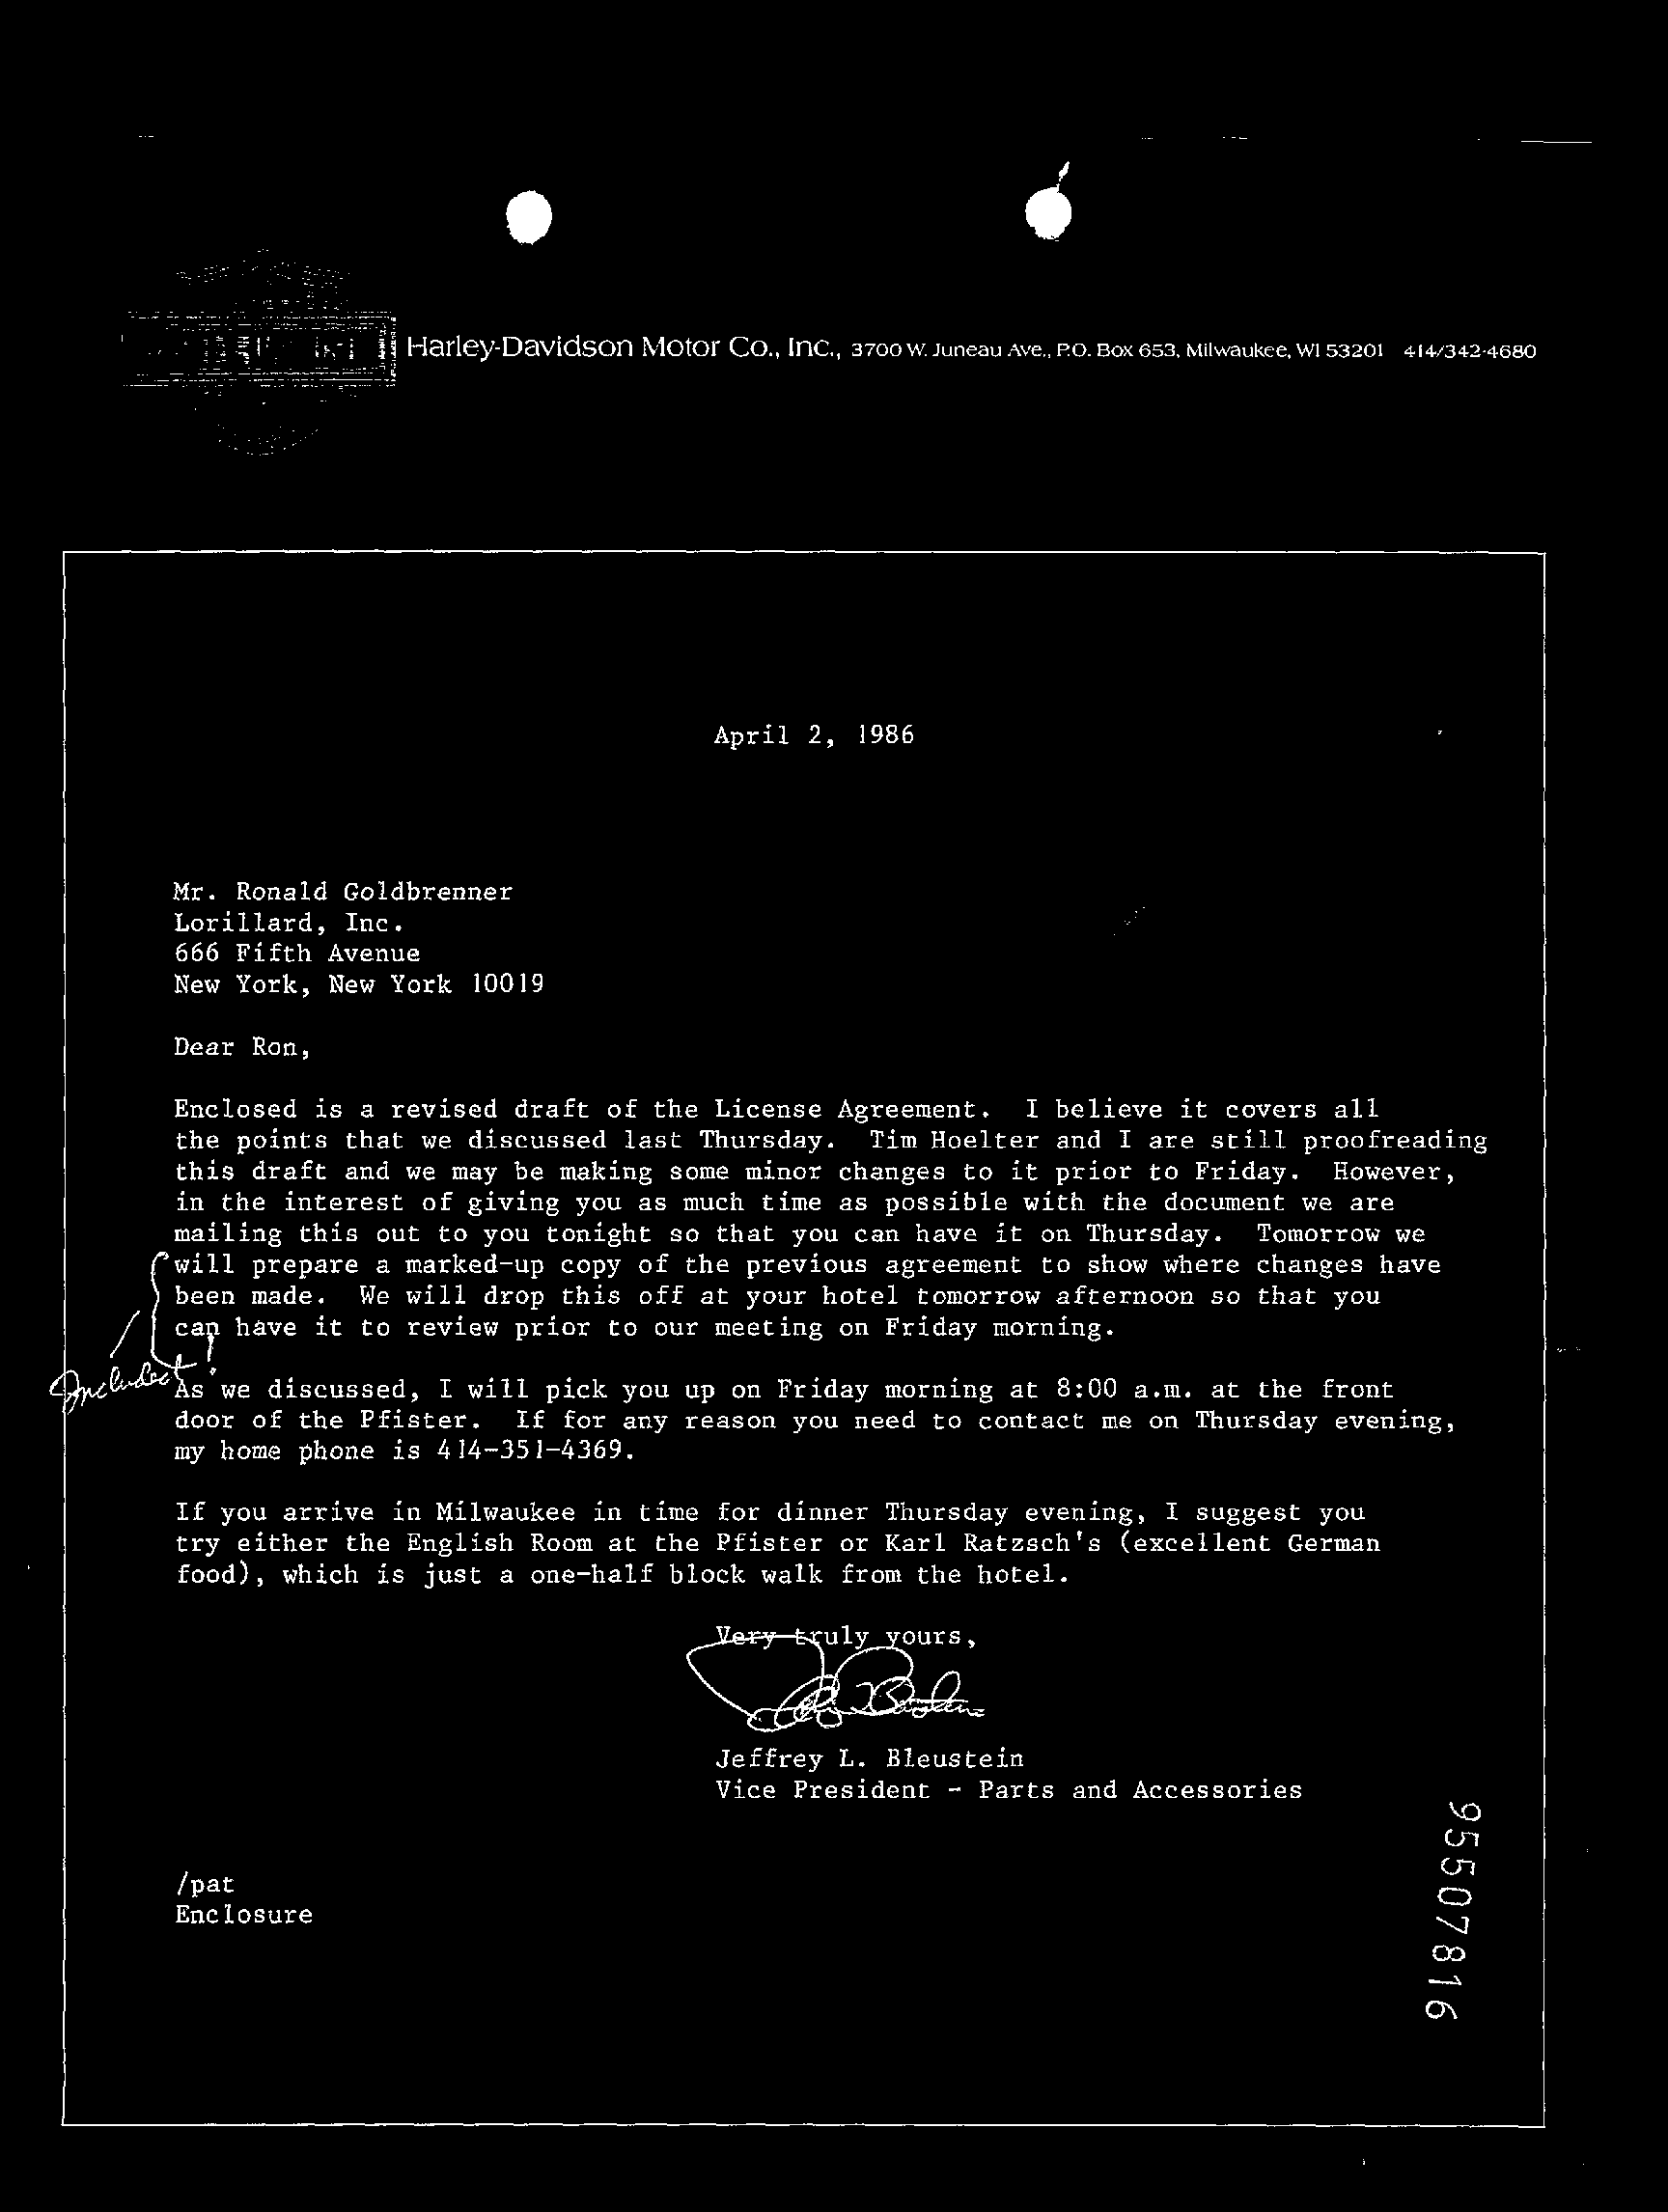 Harley-Davidson Motor Co., Inc., 3700 W. Juneau Ave., P.O. Box 653, Milwaukee, WI 53201 414/342-4680
April 2, 1986
Mr. Ronald Goldbrenner
Lorillard, Inc.
666 Fifth Avenue
New York, New York 10019
Dear Ron,
Enclosed is a revised draft of the License Agreement. I believe it covers all
the points that we discussed last Thursday. Tim Hoelter and I are still proofreading
this draft and we may be making some minor changes to it prior to Friday. However,
in the interest of giving you as much time as possible with the document we are
mailing this out to you tonight so that you can have it on Thursday. Tomorrow we
will prepare a marked-up copy of the previous agreement to show where changes have
been made. We will drop this off at your hotel tomorrow afternoon so that you
can have it to review prior to our meeting on Friday morning.
Included!
As we discussed, I will pick you up on Friday morning at 8:00 a.m. at the front
door of the Pfister. If for any reason you need to contact me on Thursday evening,
my home phone is 414-351-4369.
If you arrive in Milwaukee in time for dinner Thursday evening, I suggest you
try either the English Room at the Pfister or Karl Ratzsch's (excellent German
food), which is just a one-half block walk from the hotel.
Very truly yours,
Jeffrey L. Bleustein
Vice President - Parts and Accessories
/pat
Enclosure
95507816